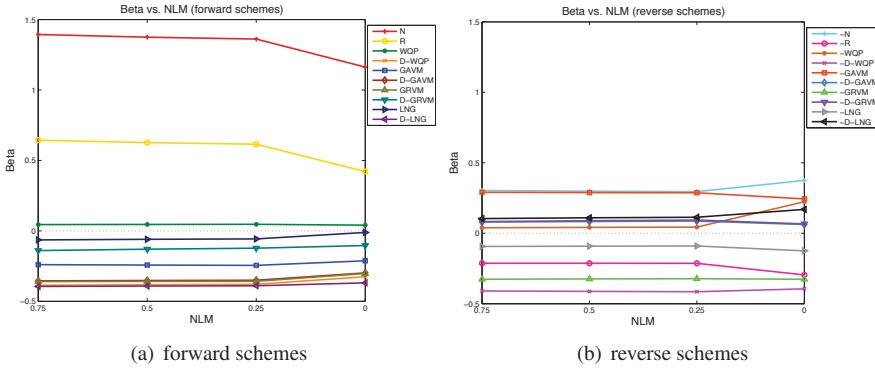 Beta vs. NLM (forward schemes)
1.5
1
0.5
0
−0.5
Beta
0.75
0.5
0.25
0
NLM
N
R
WQP
D−WQP
GAVM
D−GAVM
GRVM
D−GRVM
LNG
D−LNG
(a) forward schemes
Beta vs. NLM (reverse schemes)
1.5
1
0.5
0
−0.5
Beta
0.75
0.5
0.25
0
NLM
−N
−R
−WQP
−D−WQP
−GAVM
−D−GAVM
−GRVM
−D−GRVM
−LNG
−D−LNG
(b) reverse schemes